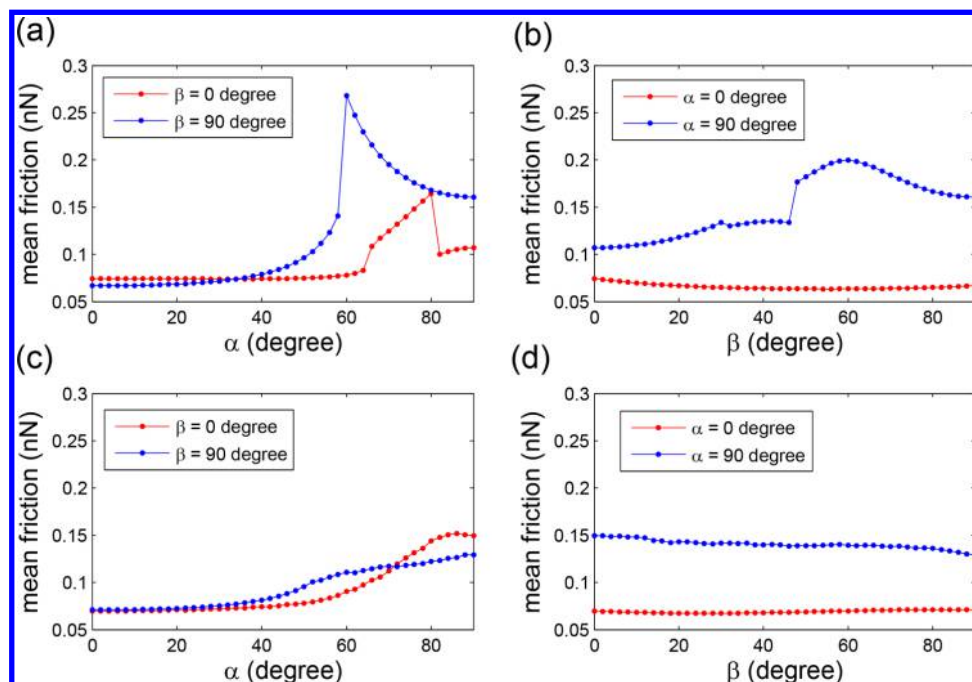 (a)
0.3
0.25
0.2
0.15
0.1
0.05
mean friction (nN)
β = 0 degree
β = 90 degree
0 20 40 60 80
α (degree)
(b)
0.3
0.25
0.2
0.15
0.1
0.05
mean friction (nN)
α = 0 degree
α = 90 degree
0 20 40 60 80
β (degree)
(c)
0.3
0.25
0.2
0.15
0.1
0.05
mean friction (nN)
β = 0 degree
β = 90 degree
0 20 40 60 80
α (degree)
(d)
0.3
0.25
0.2
0.15
0.1
0.05
mean friction (nN)
α = 0 degree
α = 90 degree
0 20 40 60 80
β (degree)